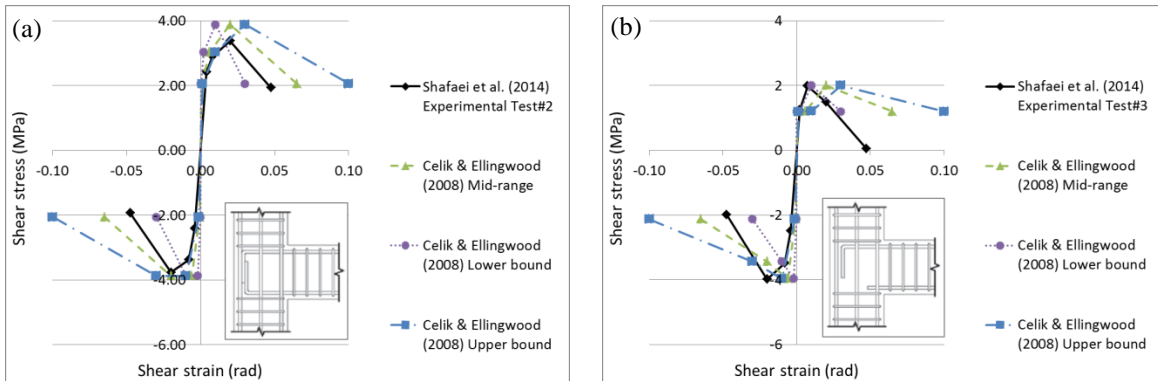 (a)
4.00
2.00
0.00
-2.00
-4.00
-6.00
-0.10 -0.05 0.00 0.05 0.10
Shear stress (MPa)
Shear strain (rad)
Shafaei et al. (2014)
Experimental Test#2
Celik & Ellingwood
(2008) Mid-range
Celik & Ellingwood
(2008) Lower bound
Celik & Ellingwood
(2008) Upper bound
(b)
4
2
0
-2
-4
-6
-0.10 -0.05 0.00 0.05 0.10
Shear stress (MPa)
Shear strain (rad)
Shafaei et al. (2014)
Experimental Test#3
Celik & Ellingwood
(2008) Mid-range
Celik & Ellingwood
(2008) Lower bound
Celik & Ellingwood
(2008) Upper bound